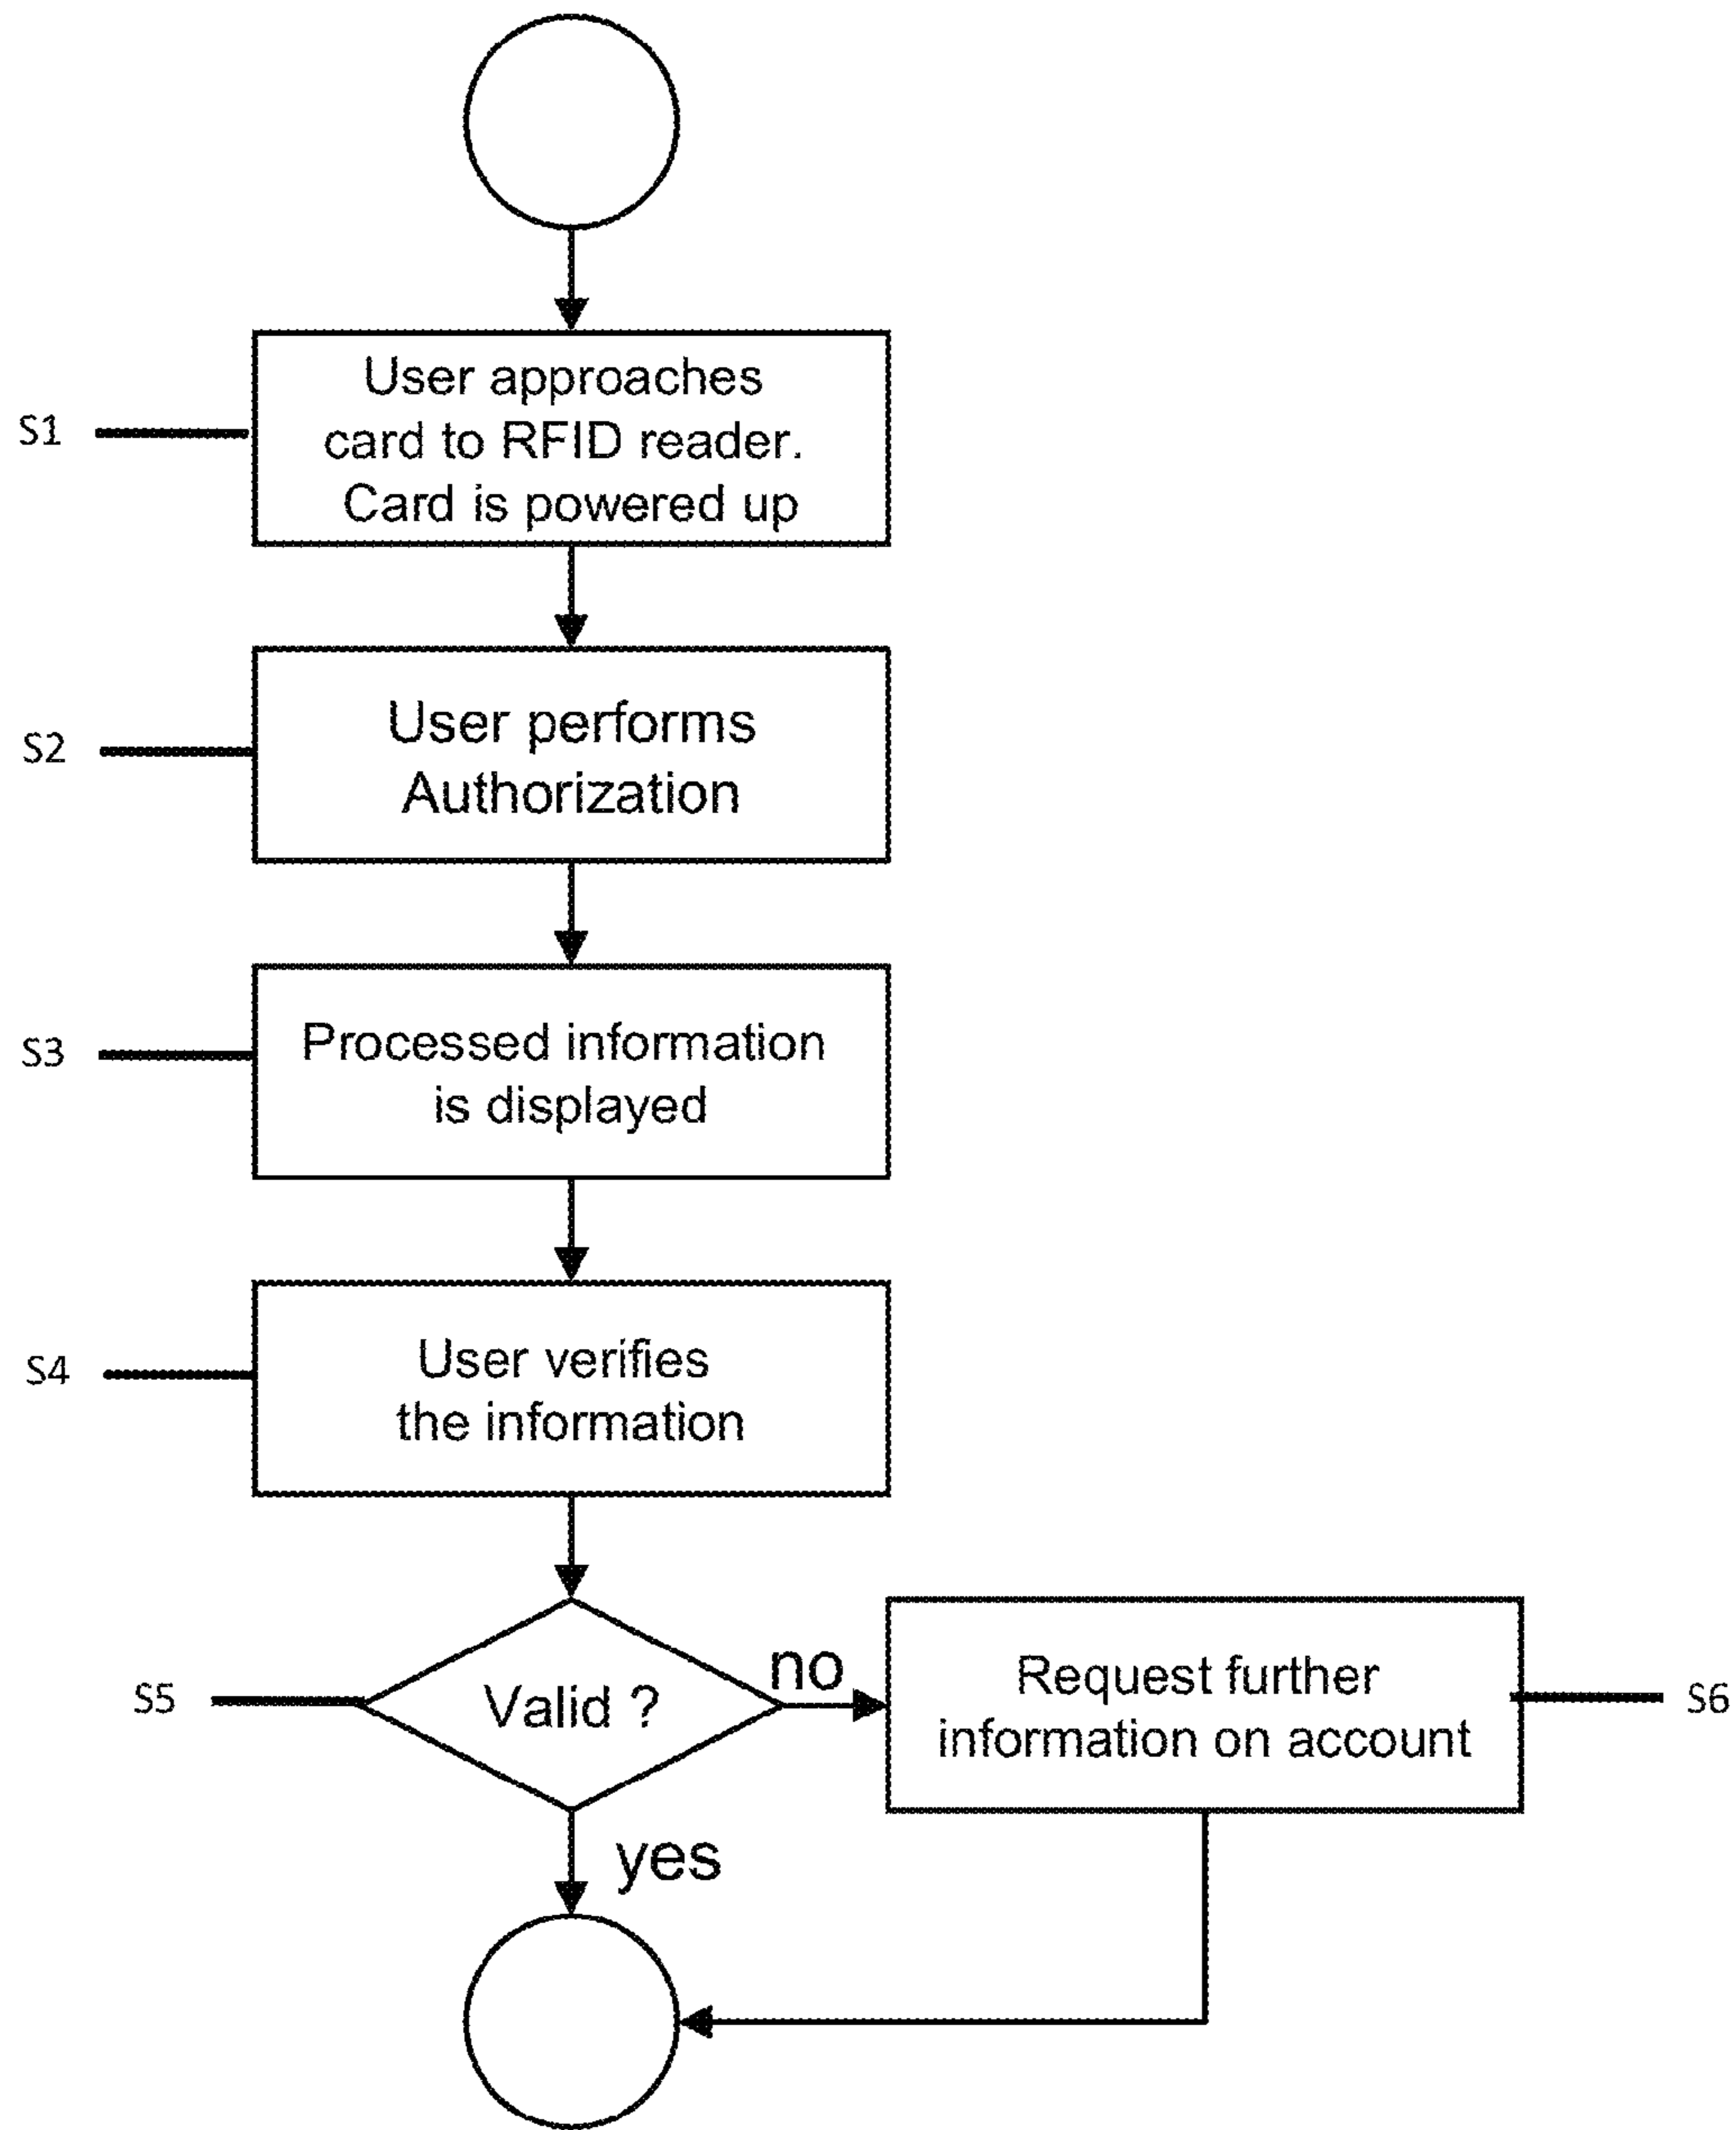 S1
User approaches
card to RFID reader.
Card is powered up
S2
User performs
Authorization
S3
Processed information
is displayed
S4
User verifies
the information
S5
Valid ?
no
Request further
information on account
S6
yes